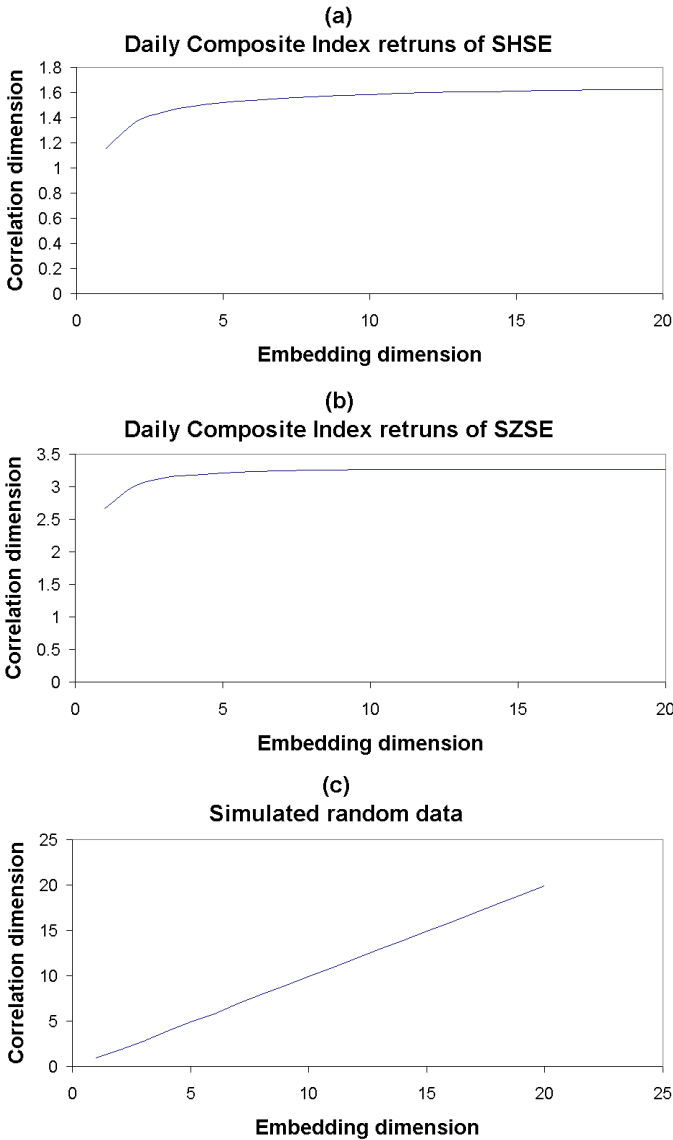 (a)
Daily Composite Index retruns of SHSE
Correlation dimension
1.8
1.6
1.4
1.2
1
0.8
0.6
0.4
0.2
0
0 5 10 15 20
Embedding dimension
(b)
Daily Composite Index retruns of SZSE
Correlation dimension
3.5
3
2.5
2
1.5
1
0.5
0
0 5 10 15 20
Embedding dimension
(c)
Simulated random data
Correlation dimension
25
20
15
10
5
0
0 5 10 15 20 25
Embedding dimension